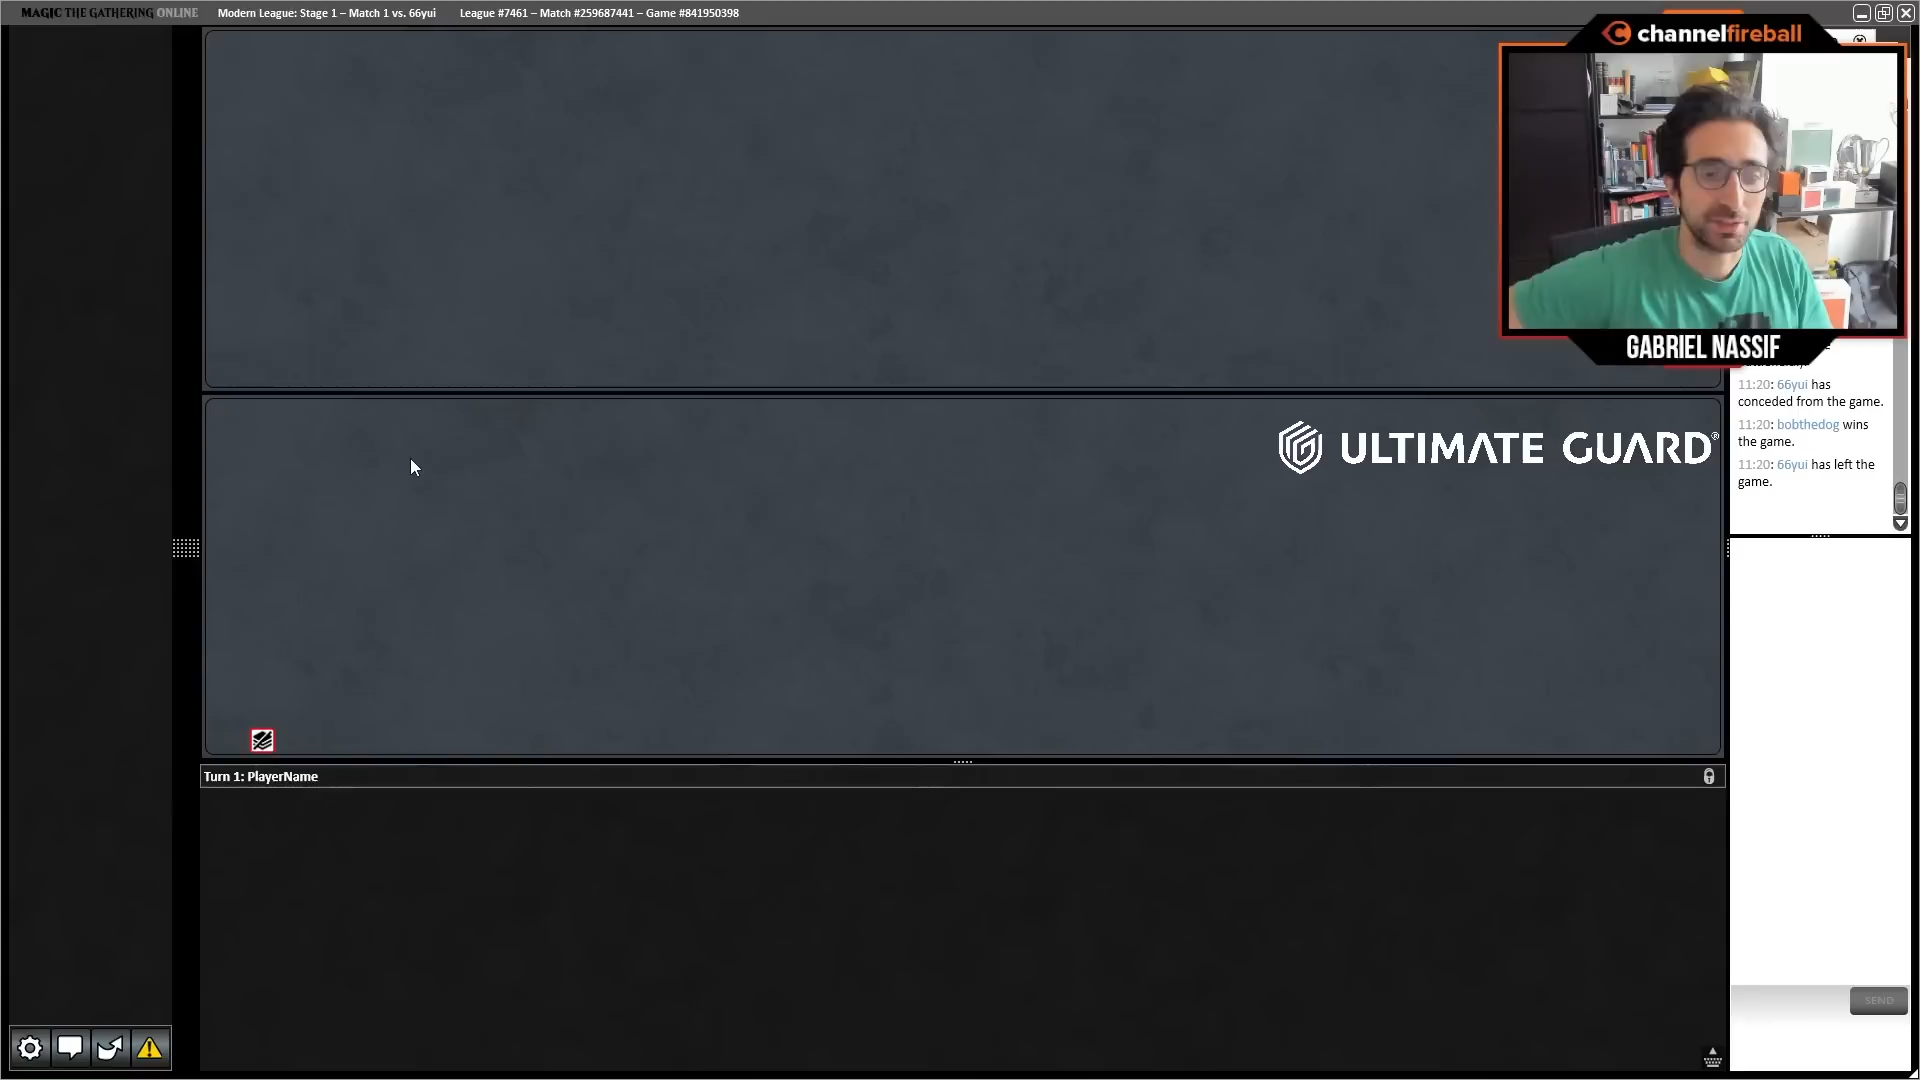 MAGIC THE GATHERING ONLINE
Modern League: Stage 1 – Match 1 vs. 66yui
League #7461 – Match #259687441 – Game #841950398
channelfireball
GABRIEL NASSIF
11:20: 66yui has
conceded from the game.
11:20: bobthedog wins
the game.
11:20: 66yui has left the
game.
ULTIMATE GUARD®
Turn 1: PlayerName
SEND